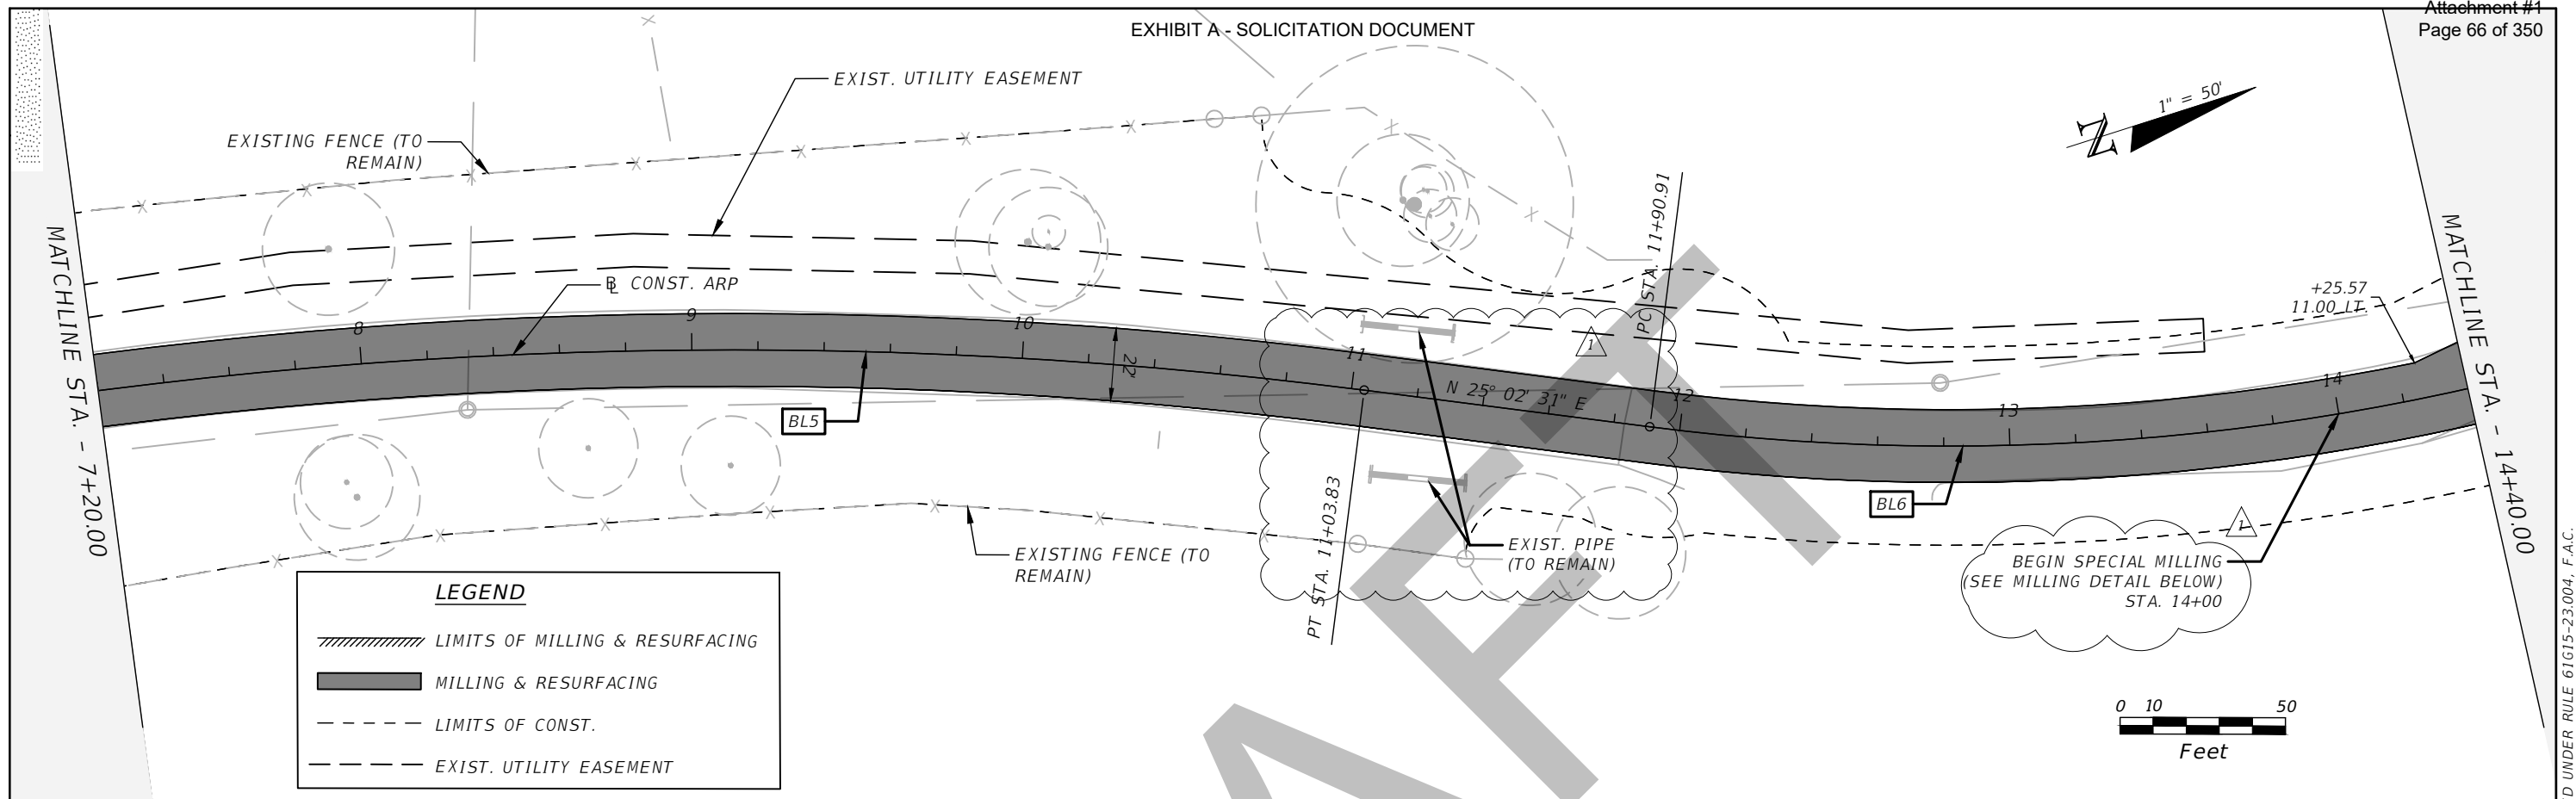 EXHIBIT A - SOLICITATION DOCUMENT
Attachment #1
Page 66 of 350
EXIST. UTILITY EASEMENT
1" = 50'
N
EXISTING FENCE (TO
REMAIN)
MATCHLINE STA. - 7+20.00
MATCHLINE STA. - 14+40.00
PC STA. 11+90.91
+25.57
11.00 LT.
BL CONST. ARP
8
9
10
11
12
13
14
22'
1
N 25° 02' 31" E
BL5
BL6
PT STA. 11+03.83
EXISTING FENCE (TO
REMAIN)
EXIST. PIPE
(TO REMAIN)
1
BEGIN SPECIAL MILLING
(SEE MILLING DETAIL BELOW)
STA. 14+00
LEGEND
LIMITS OF MILLING & RESURFACING
MILLING & RESURFACING
LIMITS OF CONST.
EXIST. UTILITY EASEMENT
0 10 50
Feet
UNDER RULE 61G15-23.004, F.A.C.